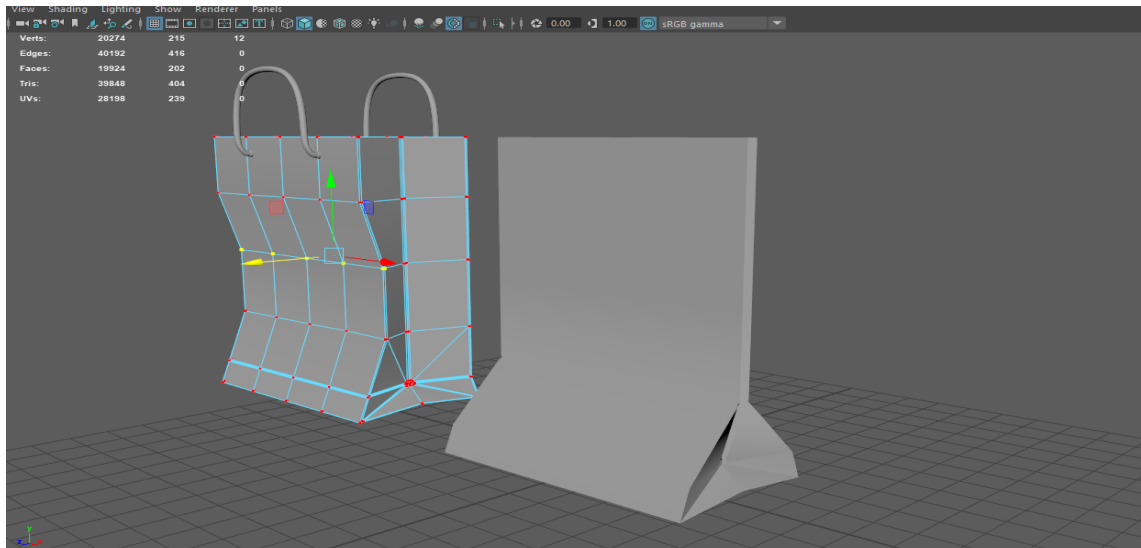 View Shading Lighting Show Renderer Panels
0.00 1.00 ON sRGB gamma
Verts: 20274 215 12
Edges: 40192 416 0
Faces: 19924 202 0
Tris: 39848 404 0
UVs: 28198 239 0
y
z x